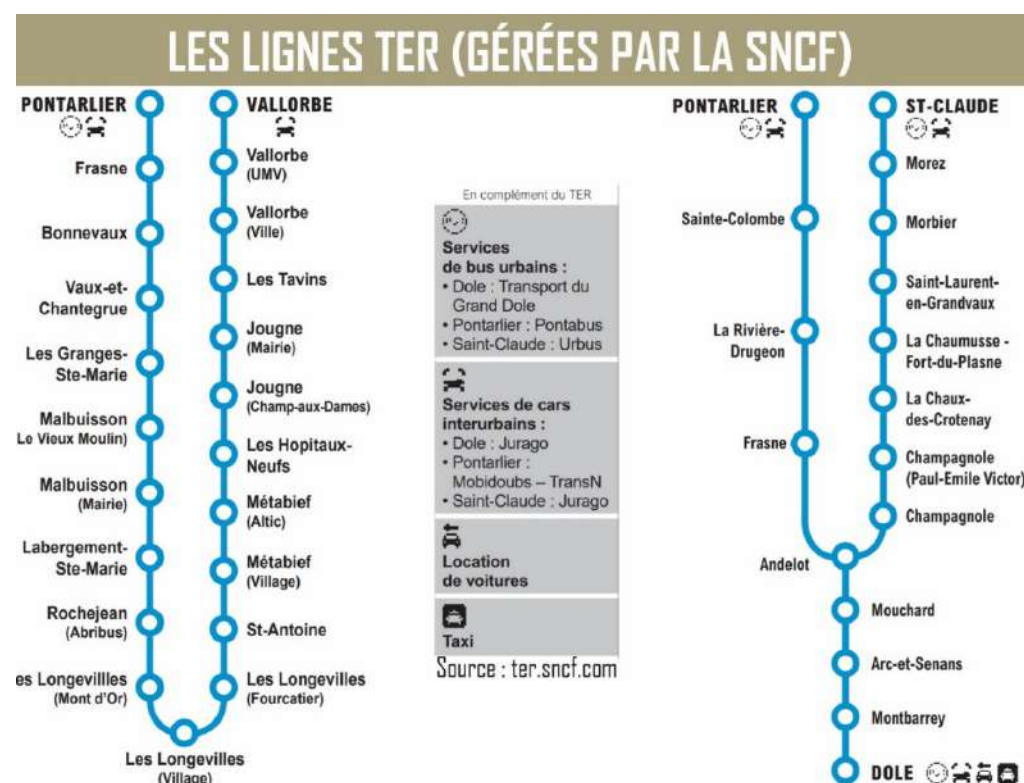 LES LIGNES TER (GÉRÉES PAR LA SNCF)
PONTARLIER
Frasne
Bonnevaux
Vaux-et-
Chantegrue
Les Granges-
Ste-Marie
Malbuisson
Le Vieux Moulin)
Malbuisson
(Mairie)
Labergement-
Ste-Marie
Rochejean
(Abribus)
es Longevillles
(Mont d'Or)
Les Longevilles
(Village)
VALLORBE
Vallorbe
(UMV)
Vallorbe
(Ville)
Les Tavins
Jougne
(Mairie)
Jougne
(Champ-aux-Dames)
Les Hopitaux-
Neufs
Métabief
(Altic)
Métabief
(Village)
St-Antoine
Les Longevilles
(Fourcatier)
En complément du TER
Services
de bus urbains :
• Dole : Transport du
Grand Dole
• Pontarlier : Pontabus
• Saint-Claude : Urbus
Services de cars
interurbains :
• Dole : Jurago
• Pontarlier :
Mobidoubs – TransN
• Saint-Claude : Jurago
Location
de voitures
Taxi
Source : ter.sncf.com
PONTARLIER
Sainte-Colombe
La Rivière-
Drugeon
Frasne
Andelot
ST-CLAUDE
Morez
Morbier
Saint-Laurent-
en-Grandvaux
La Chaumusse -
Fort-du-Plasne
La Chaux-
des-Crotenay
Champagnole
(Paul-Emile Victor)
Champagnole
Mouchard
Arc-et-Senans
Montbarrey
DOLE